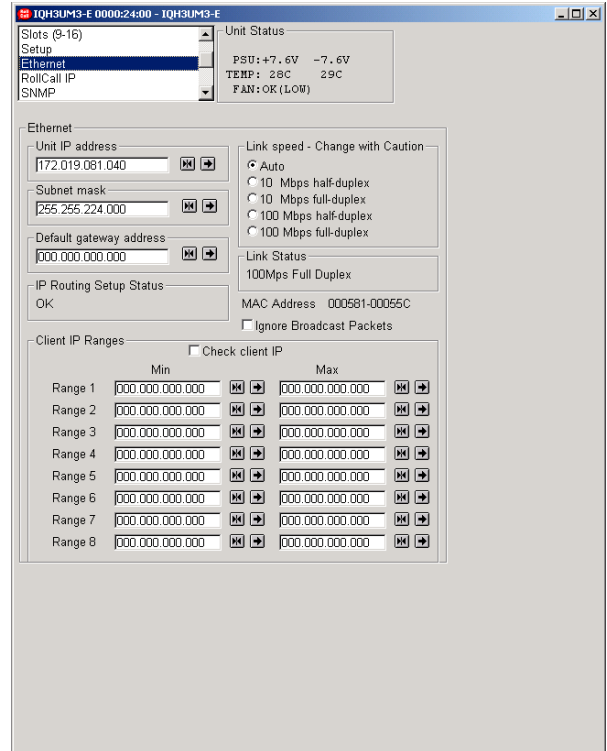 IQH3UM3-E 0000:24:00 - IQH3UM3-E
Slots (9-16)
Setup
Ethernet
RollCall IP
SNMP
Unit Status
PSU:+7.6V -7.6V
TEMP: 28C 29C
FAN:OK(LOW)
Ethernet
Unit IP address
172.019.081.040
Subnet mask
255.255.224.000
Default gateway address
000.000.000.000
IP Routing Setup Status
OK
Link speed - Change with Caution
Auto
10 Mbps half-duplex
10 Mbps full-duplex
100 Mbps half-duplex
100 Mbps full-duplex
Link Status
100Mps Full Duplex
MAC Address 000581-00055C
Ignore Broadcast Packets
Client IP Ranges
Check client IP
Min Max
Range 1 000.000.000.000 000.000.000.000
Range 2 000.000.000.000 000.000.000.000
Range 3 000.000.000.000 000.000.000.000
Range 4 000.000.000.000 000.000.000.000
Range 5 000.000.000.000 000.000.000.000
Range 6 000.000.000.000 000.000.000.000
Range 7 000.000.000.000 000.000.000.000
Range 8 000.000.000.000 000.000.000.000